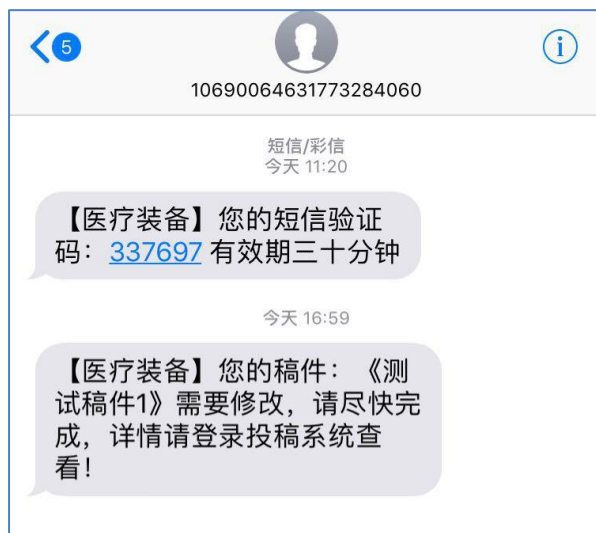 5
10690064631773284060
短信/彩信
今天 11:20
【医疗装备】您的短信验证
码：337697 有效期三十分钟
今天 16:59
【医疗装备】您的稿件：《测
试稿件1》需要修改，请尽快完
成，详情请登录投稿系统查
看！